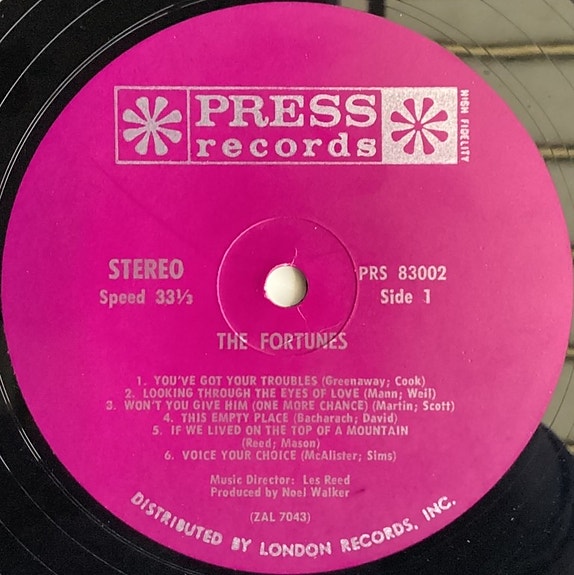 PRESS
records
HIGH FIDELITY
STEREO
Speed 33⅓
PRS 83002
Side 1
THE FORTUNES
1. YOU'VE GOT YOUR TROUBLES (Greenaway; Cook)
2. LOOKING THROUGH THE EYES OF LOVE (Mann; Weil)
3. WON'T YOU GIVE HIM (ONE MORE CHANCE) (Martin; Scott)
4. THIS EMPTY PLACE (Bacharach; David)
5. IF WE LIVED ON THE TOP OF A MOUNTAIN
(Reed; Mason)
6. VOICE YOUR CHOICE (McAlister; Sims)
Music Director: Les Reed
Produced by Noel Walker
(ZAL 7043)
DISTRIBUTED BY LONDON RECORDS, INC.